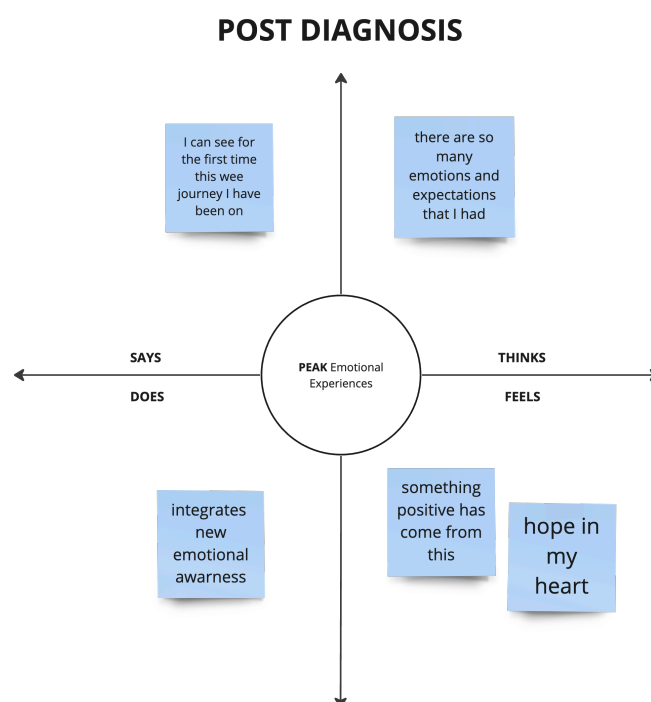 POST DIAGNOSIS
I can see for
the first time
this wee
journey I have
been on
there are so
many
emotions and
expectations
that I had
SAYS
THINKS
PEAK Emotional
Experiences
DOES
FEELS
integrates
new
emotional
awarness
something
positive has
come from
this
hope in
my
heart